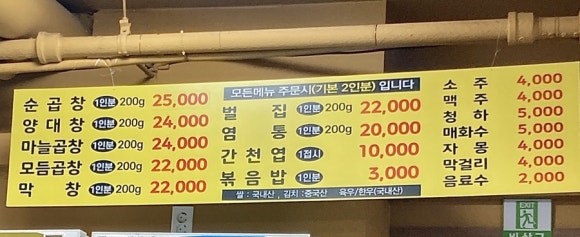 순곱창 1인분 200g 25,000
양대창 1인분 200g 24,000
마늘곱창 1인분 200g 24,000
모듬곱창 1인분 200g 22,000
막창 1인분 200g 22,000
모든메뉴 주문시(기본 2인분)입니다
벌집 1인분 200g 22,000
염통 1인분 200g 20,000
간천엽 1접시 10,000
볶음밥 1인분 3,000
쌀 : 국내산 , 김치 :중국산 육우/한우(국내산)
소주 4,000
맥주 4,000
청하 5,000
매화수 5,000
자몽 4,000
막걸리 4,000
음료수 2,000
EXIT
비상구